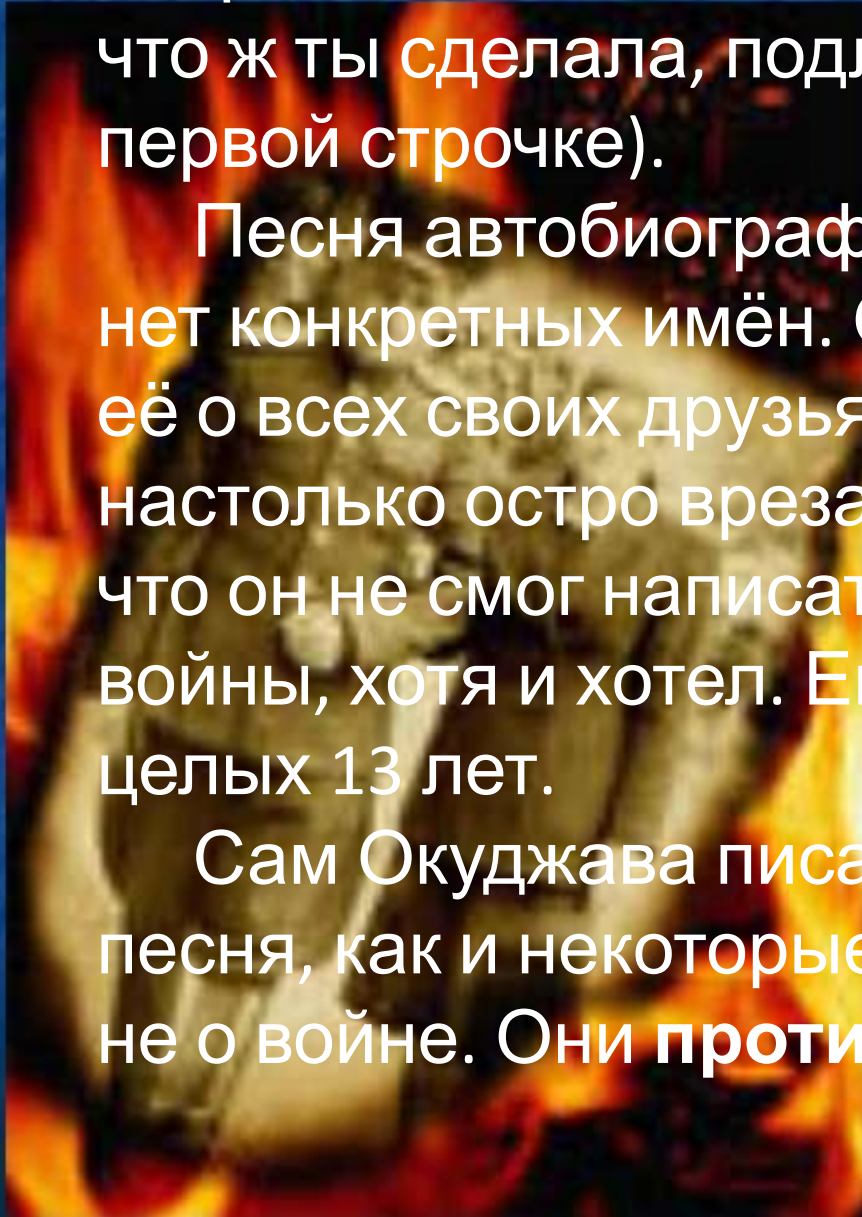 что ж ты сделала, подл
первой строчке).
Песня автобиограф
нет конкретных имён.
её о всех своих друзья
настолько остро вреза
что он не смог написат
войны, хотя и хотел.
целых 13 лет.
Сам Окуджава писа
песня, как и некоторые
не о войне. Они проти